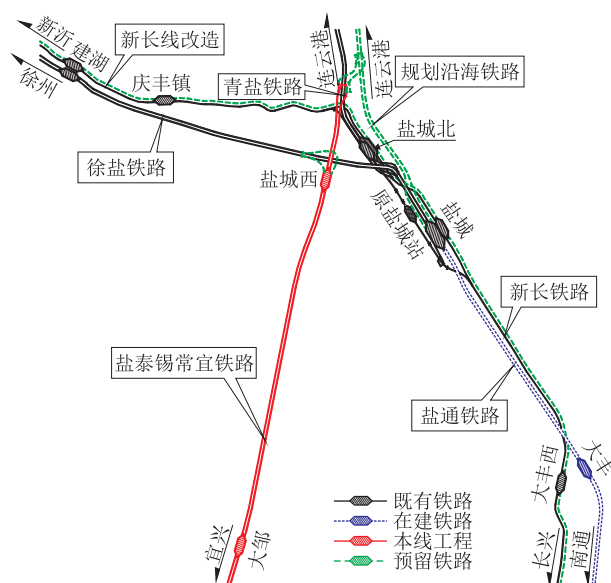 新沂
建湖
徐州
新长线改造
庆丰镇
青盐铁路
连云港
连云港
规划沿海铁路
盐城北
徐盐铁路
盐城西
原盐城站
盐城
新长铁路
盐泰锡常宜铁路
盐通铁路
大丰西
大丰
宜兴
大邹
既有铁路
在建铁路
本线工程
预留铁路
长兴
南通